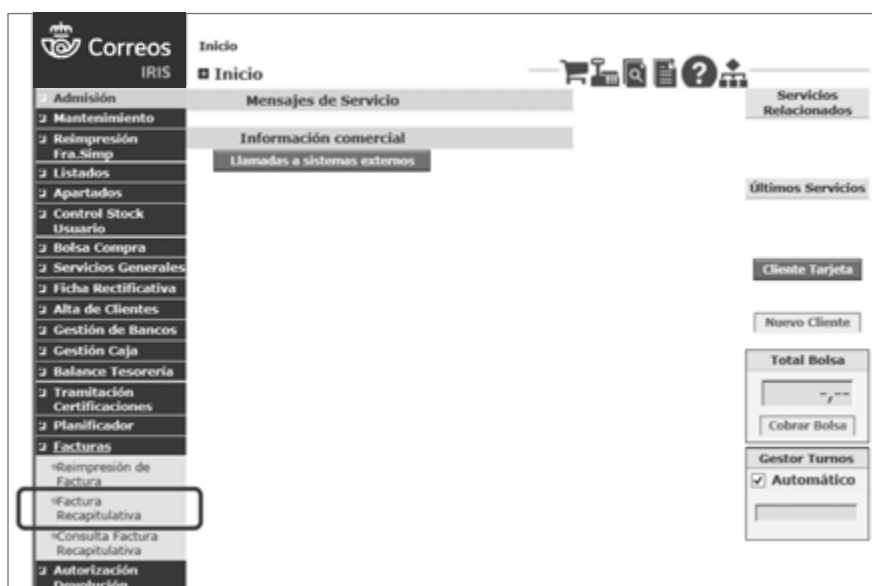 Correos
IRIS
Inicio
Inicio
Admisión
Mantenimiento
Reimpresión
Fra.Simp
Listados
Apartados
Control Stock
Usuario
Bolsa Compra
Servicios Generales
Ficha Rectificativa
Alta de Clientes
Gestión de Bancos
Gestión Caja
Balance Tesorería
Tramitación
Certificaciones
Planificador
Facturas
Reimpresión de
Factura
Factura
Recapitulativa
Consulta Factura
Recapitulativa
Autorización
Devolución
Mensajes de Servicio
Información comercial
Llamadas a sistemas externos
Servicios
Relacionados
Últimos Servicios
Cliente Tarjeta
Nuevo Cliente
Total Bolsa
-,--
Cobrar Bolsa
Gestor Turnos
Automático